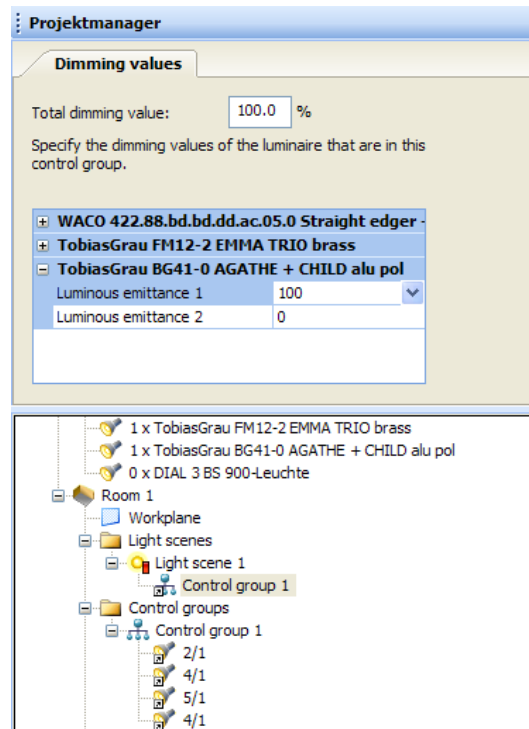 Projektmanager
Dimming values
Total dimming value: 100.0 %
Specify the dimming values of the luminaire that are in this
control group.
WACO 422.88.bd.bd.dd.ac.05.0 Straight edger -
TobiasGrau FM12-2 EMMA TRIO brass
TobiasGrau BG41-0 AGATHE + CHILD alu pol
Luminous emittance 1 100
Luminous emittance 2 0
1 x TobiasGrau FM12-2 EMMA TRIO brass
1 x TobiasGrau BG41-0 AGATHE + CHILD alu pol
0 x DIAL 3 BS 900-Leuchte
Room 1
Workplane
Light scenes
Light scene 1
Control group 1
Control groups
Control group 1
2/1
4/1
5/1
4/1